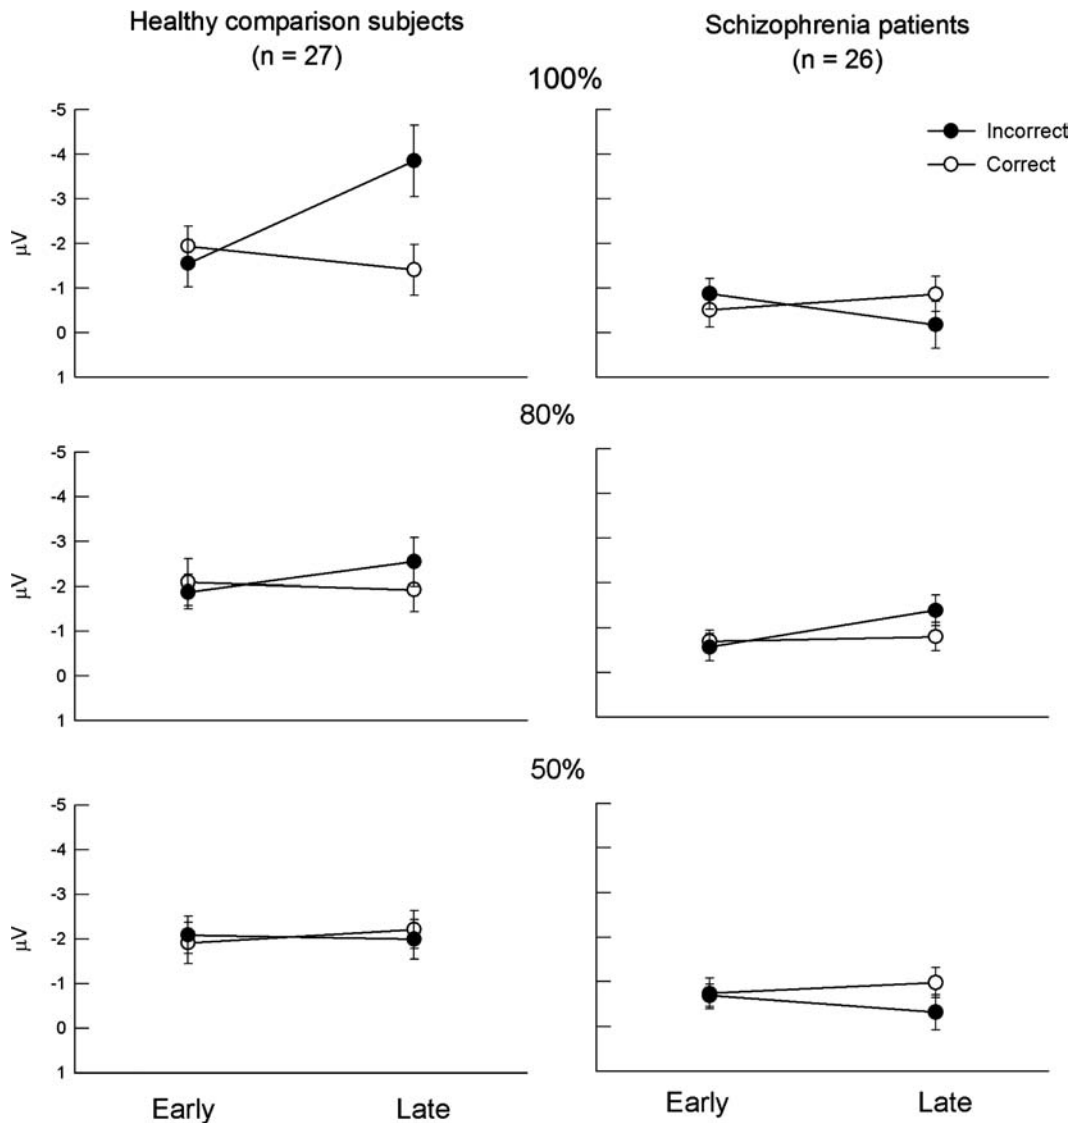 Healthy comparison subjects
(n = 27)
Schizophrenia patients
(n = 26)
100%
Incorrect
Correct
-5
-4
-3
-2
-1
0
1
μV
80%
-5
-4
-3
-2
-1
0
1
μV
50%
-5
-4
-3
-2
-1
0
1
μV
Early Late Early Late